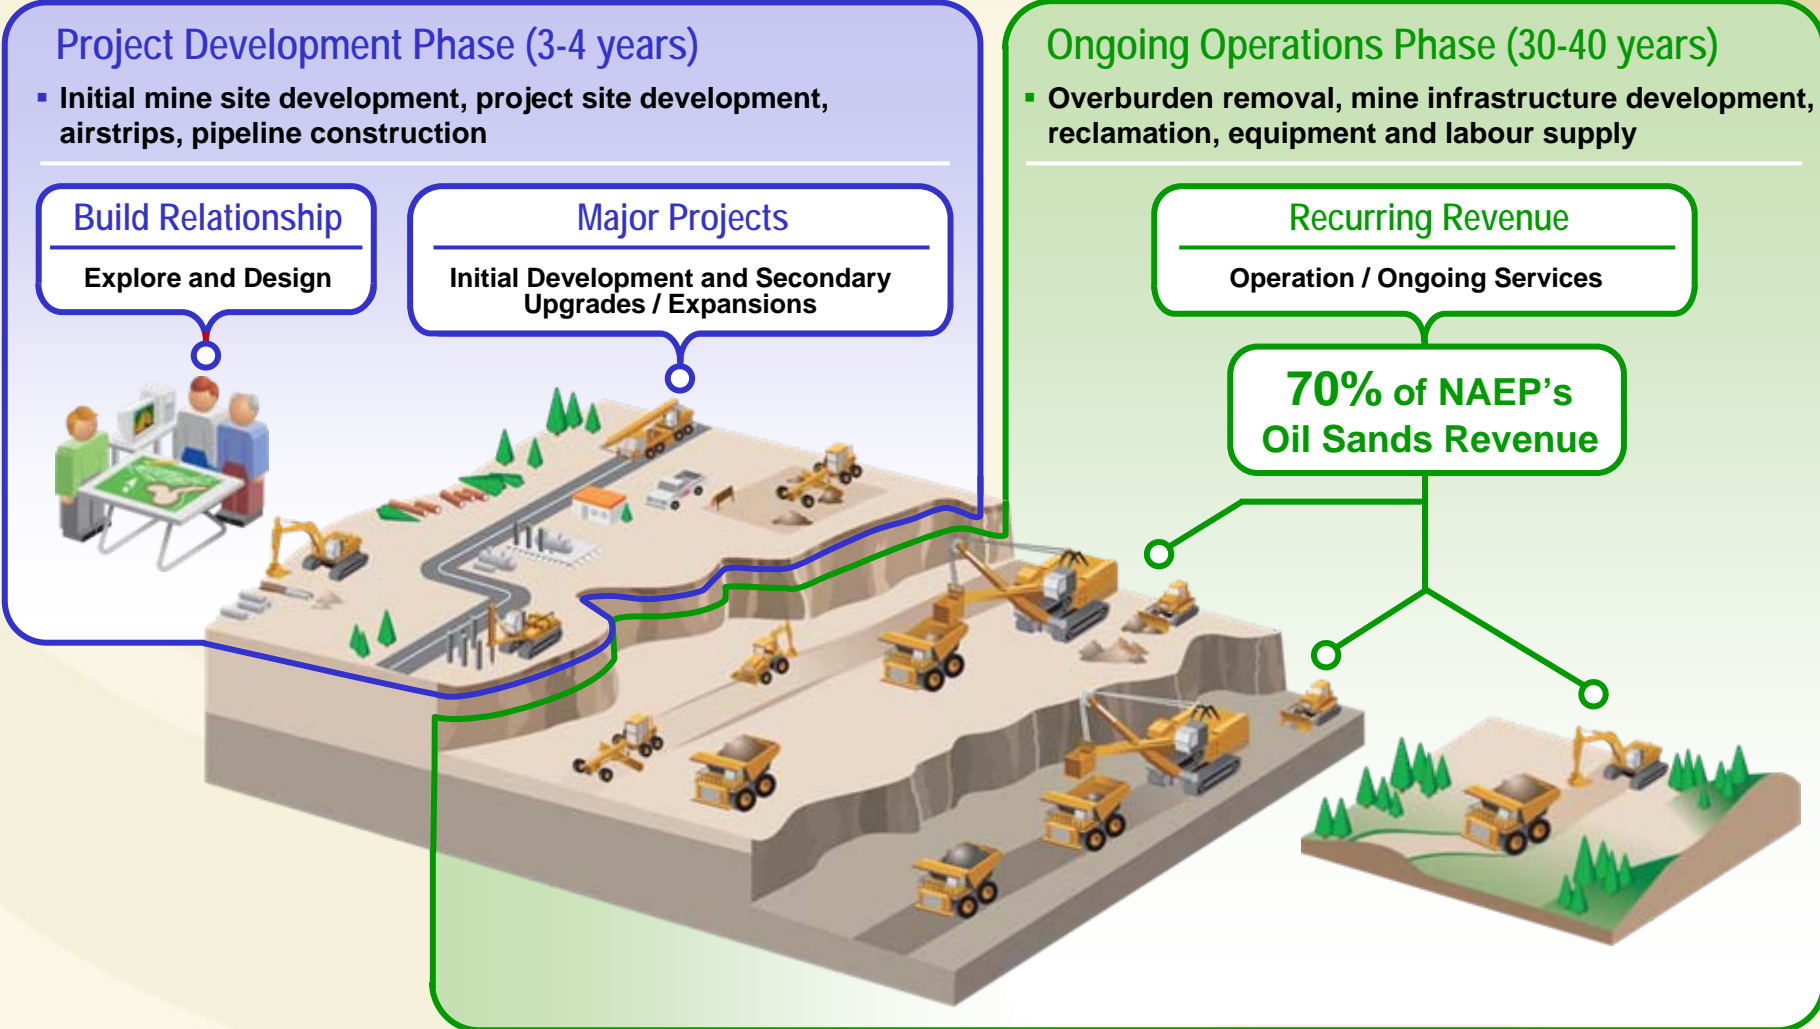 Project Development Phase (3-4 years)
▪ Initial mine site development, project site development,
airstrips, pipeline construction
Build Relationship
Explore and Design
Major Projects
Initial Development and Secondary
Upgrades / Expansions
Ongoing Operations Phase (30-40 years)
▪ Overburden removal, mine infrastructure development,
reclamation, equipment and labour supply
Recurring Revenue
Operation / Ongoing Services
70% of NAEP's
Oil Sands Revenue